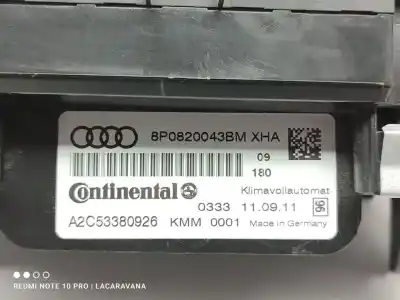 8P0820043BM XHA
09
180
Continental
Klimavollautomat
0333 11.09.11
A2C53380926 KMM 0001 Made in Germany
96
REDMI NOTE 10 PRO | LACARAVANA